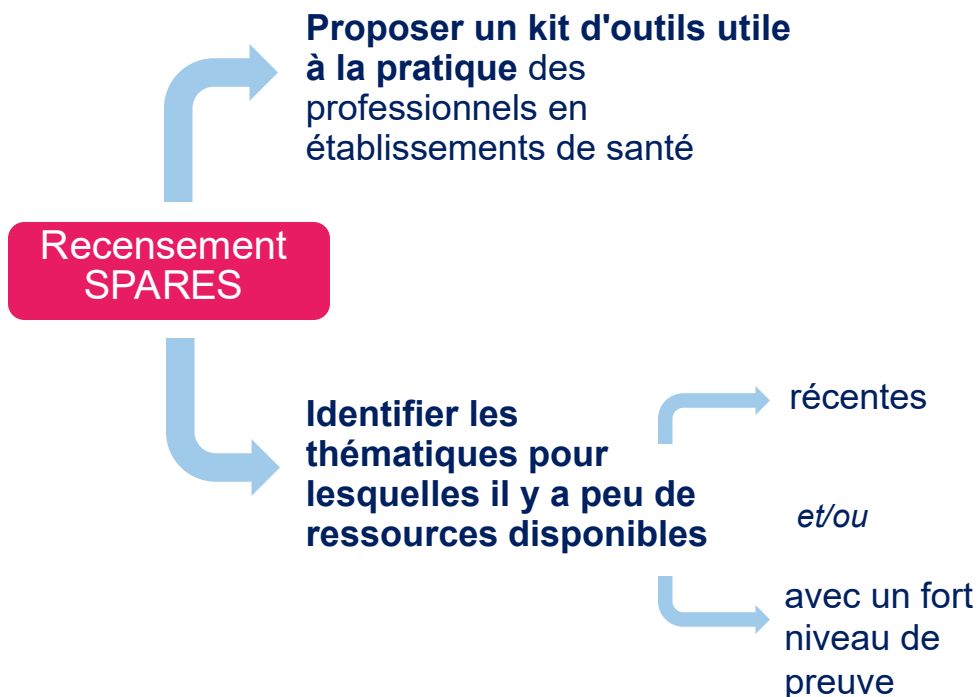 Proposer un kit d'outils utile
à la pratique des
professionnels en
établissements de santé
Recensement
SPARES
Identifier les
thématiques pour
lesquelles il y a peu de
ressources disponibles
récentes
et/ou
avec un fort
niveau de
preuve